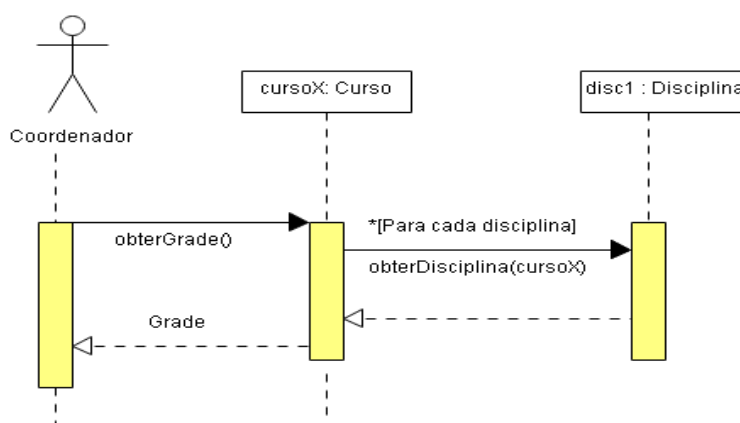 cursoX: Curso
disc1 : Disciplina
Coordenador
*[Para cada disciplina]
obterGrade()
obterDisciplina(cursoX)
Grade